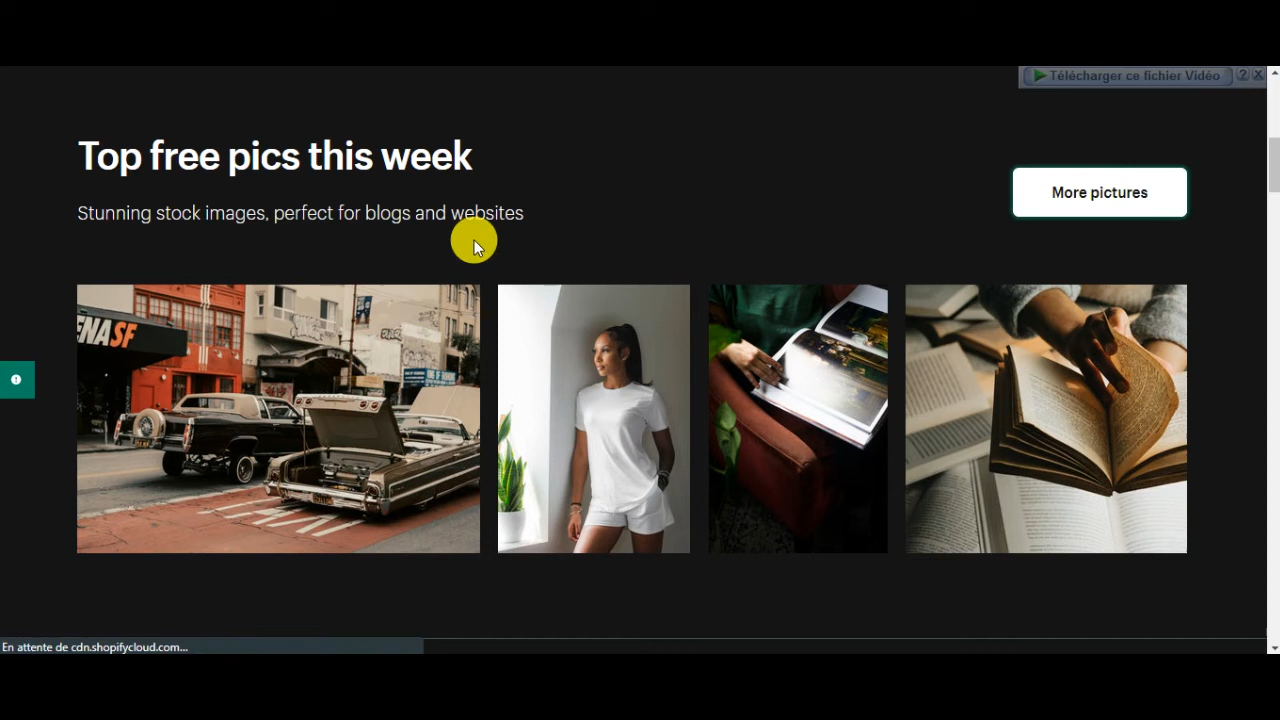 Télécharger ce fichier Vidéo ? X
Top free pics this week
Stunning stock images, perfect for blogs and websites
More pictures
NASF
En attente de cdn.shopifycloud.com...